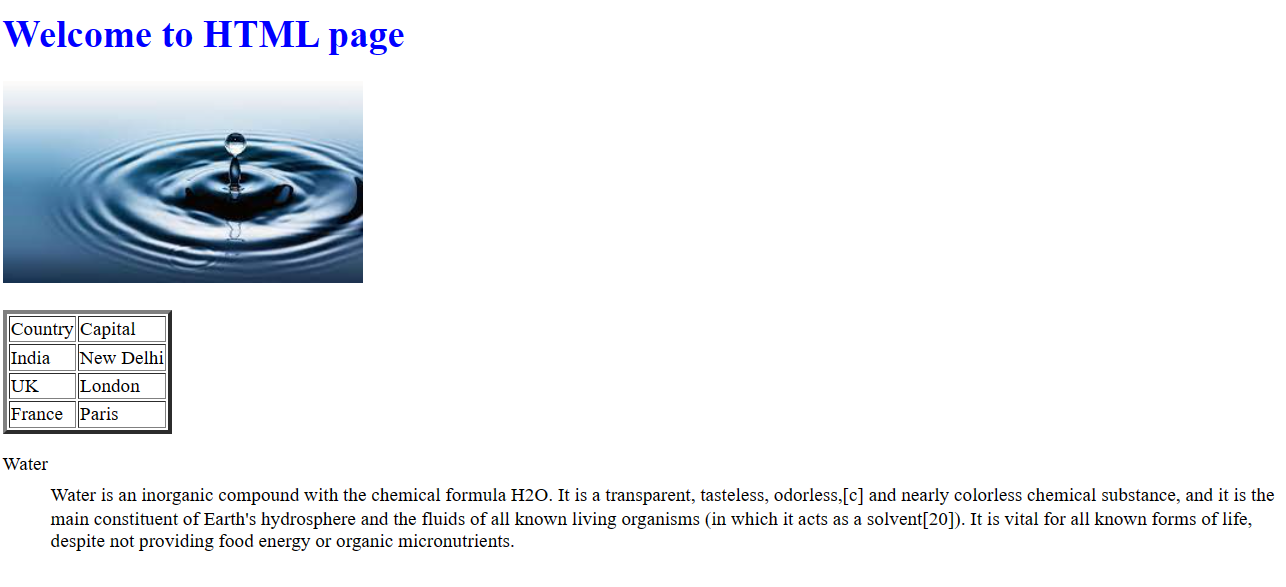 Welcome to HTML page
Country Capital
India New Delhi
UK London
France Paris
Water
Water is an inorganic compound with the chemical formula H2O. It is a transparent, tasteless, odorless,[c] and nearly colorless chemical substance, and it is the
main constituent of Earth's hydrosphere and the fluids of all known living organisms (in which it acts as a solvent[20]). It is vital for all known forms of life,
despite not providing food energy or organic micronutrients.